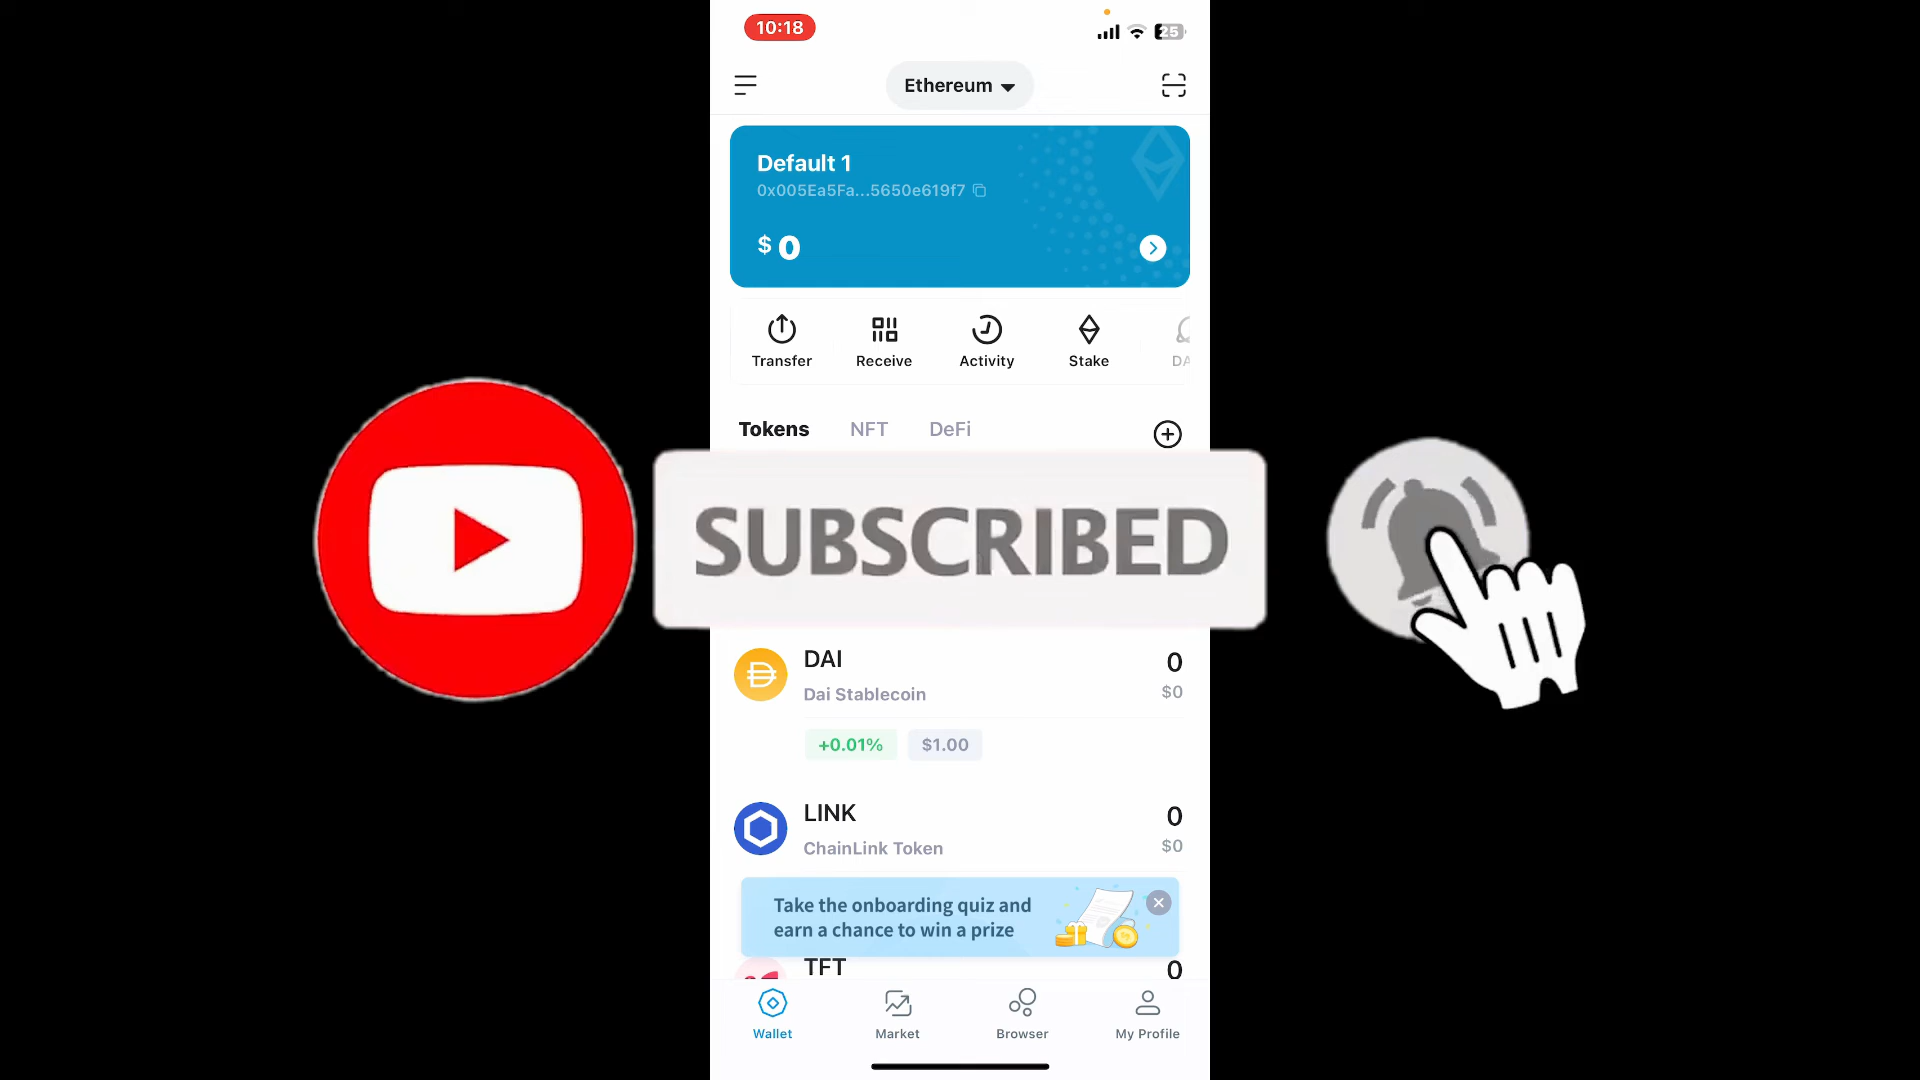 10:18
25
Ethereum
Default 1
0x005Ea5Fa...5650e619f7
$ 0
Transfer
Receive
Activity
Stake
DA
Tokens
NFT
DeFi
SUBSCRIBED
DAI
0
Dai Stablecoin
$0
+0.01%
$1.00
LINK
0
ChainLink Token
$0
Take the onboarding quiz and
earn a chance to win a prize
TFT
0
Wallet
Market
Browser
My Profile